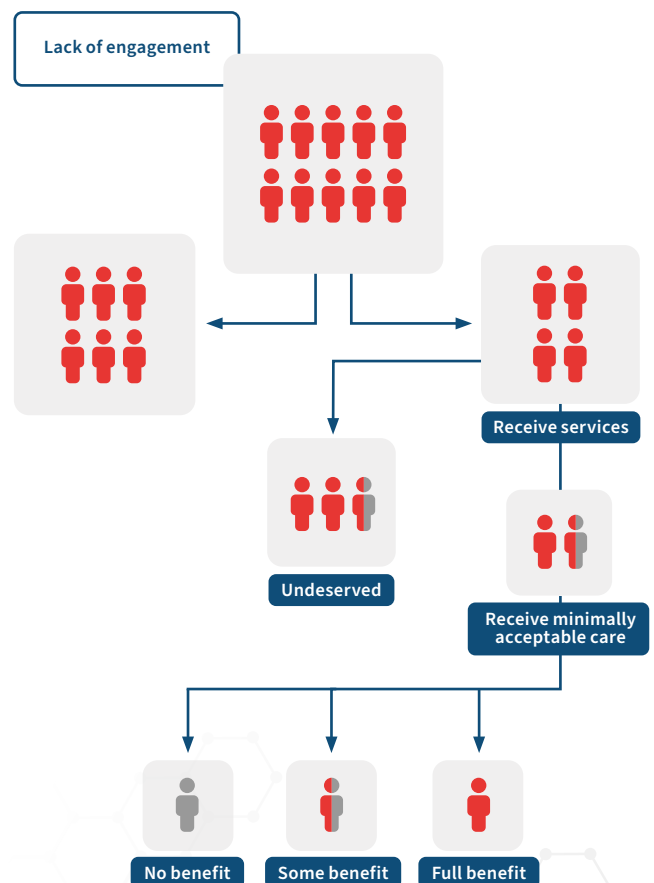 Lack of engagement
Receive services
Undeserved
Receive minimally
acceptable care
No benefit
Some benefit
Full benefit